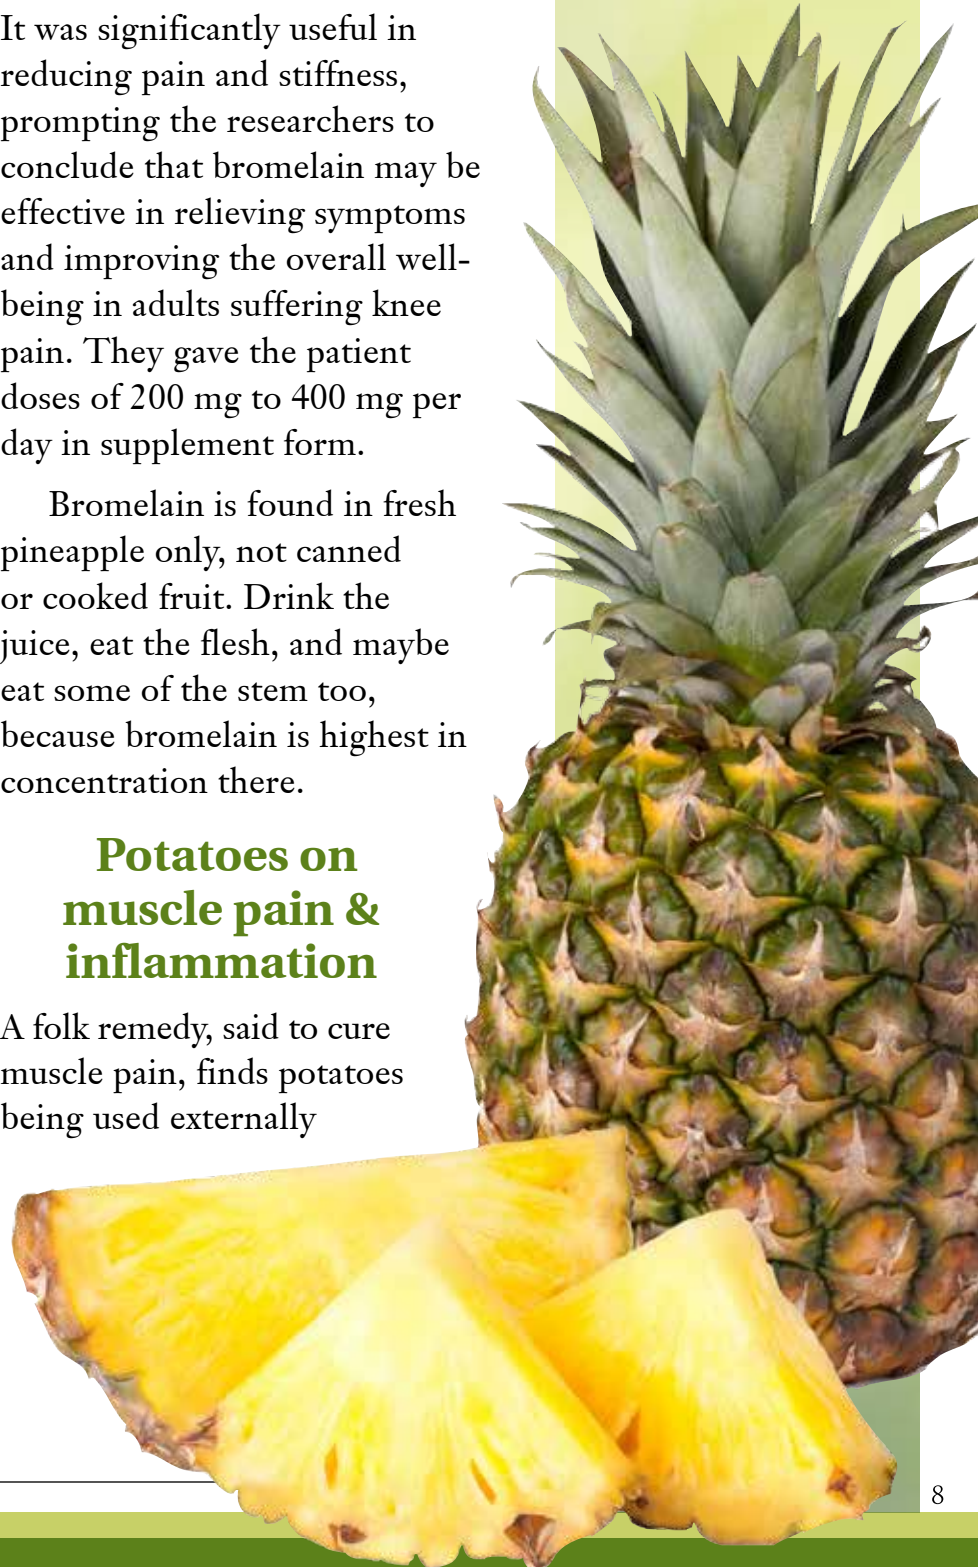 It was significantly useful in
reducing pain and stiffness,
prompting the researchers to
conclude that bromelain may be
effective in relieving symptoms
and improving the overall well-
being in adults suffering knee
pain. They gave the patient
doses of 200 mg to 400 mg per
day in supplement form.
Bromelain is found in fresh
pineapple only, not canned
or cooked fruit. Drink the
juice, eat the flesh, and maybe
eat some of the stem too,
because bromelain is highest in
concentration there.
Potatoes on
muscle pain &
inflammation
A folk remedy, said to cure
muscle pain, finds potatoes
being used externally
8